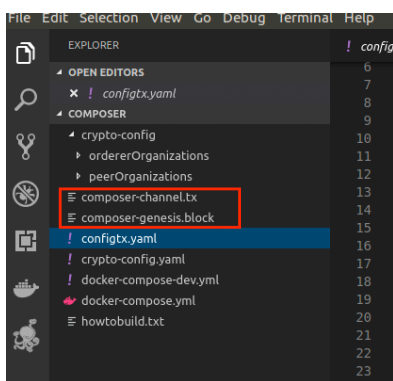 File Edit Selection View Go Debug Terminal Help
EXPLORER
OPEN EDITORS
× ! configtx.yaml
COMPOSER
crypto-config
ordererOrganizations
peerOrganizations
composer-channel.tx
composer-genesis.block
! configtx.yaml
! crypto-config.yaml
! docker-compose-dev.yml
docker-compose.yml
howtobuild.txt
! config
6
7
8
9
10
11
12
13
14
15
16
17
18
19
20
21
22
23